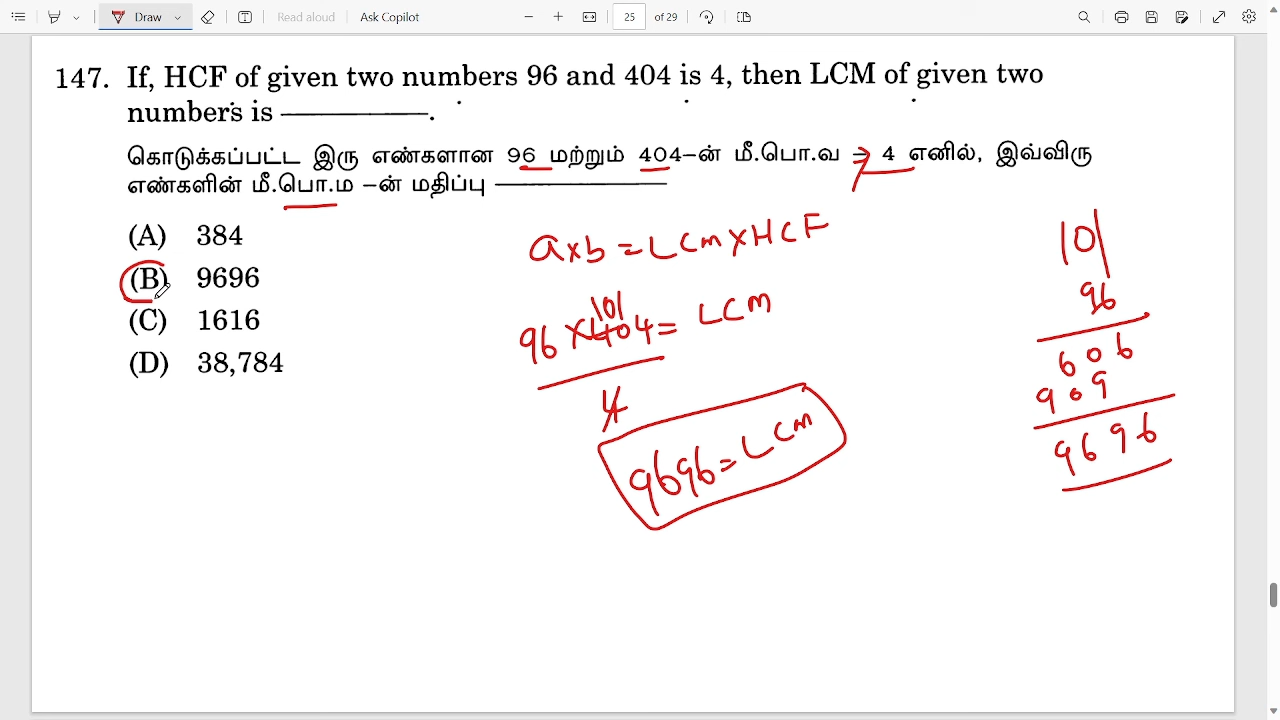 Draw
Read aloud
Ask Copilot
25
of 29
147. If, HCF of given two numbers 96 and 404 is 4, then LCM of given two
numbers is ―――――.
கொடுக்கப்பட்ட இரு எண்களான 96 மற்றும் 404–ன் மீ.பொ.வ = 4 எனில், இவ்விரு
எண்களின் மீ.பொ.ம –ன் மதிப்பு ―――――
(A) 384
(B) 9696
(C) 1616
(D) 38,784
a×b = LCM×HCF
101
96 × 404 = LCM
4
9696 = LCM
101
96
606
909
9696